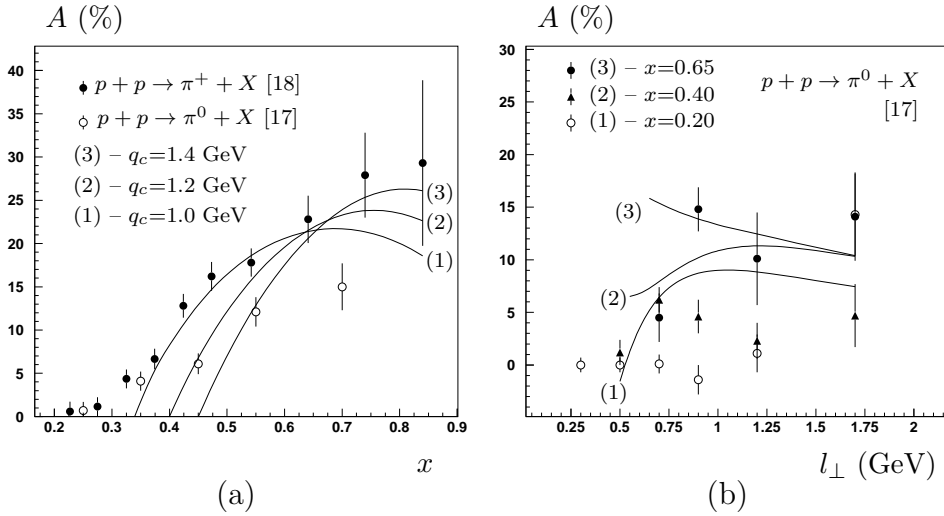 A (%)
40
35
30
25
20
15
10
5
0
p + p → π⁺ + X [18]
p + p → π⁰ + X [17]
(3) – q_c=1.4 GeV
(2) – q_c=1.2 GeV
(1) – q_c=1.0 GeV
(3)
(2)
(1)
0.2 0.3 0.4 0.5 0.6 0.7 0.8 0.9
x
(a)
A (%)
30
25
20
15
10
5
0
(3) – x=0.65
(2) – x=0.40
(1) – x=0.20
p + p → π⁰ + X
[17]
(3)
(2)
(1)
0.25 0.5 0.75 1 1.25 1.5 1.75 2
l_⊥ (GeV)
(b)